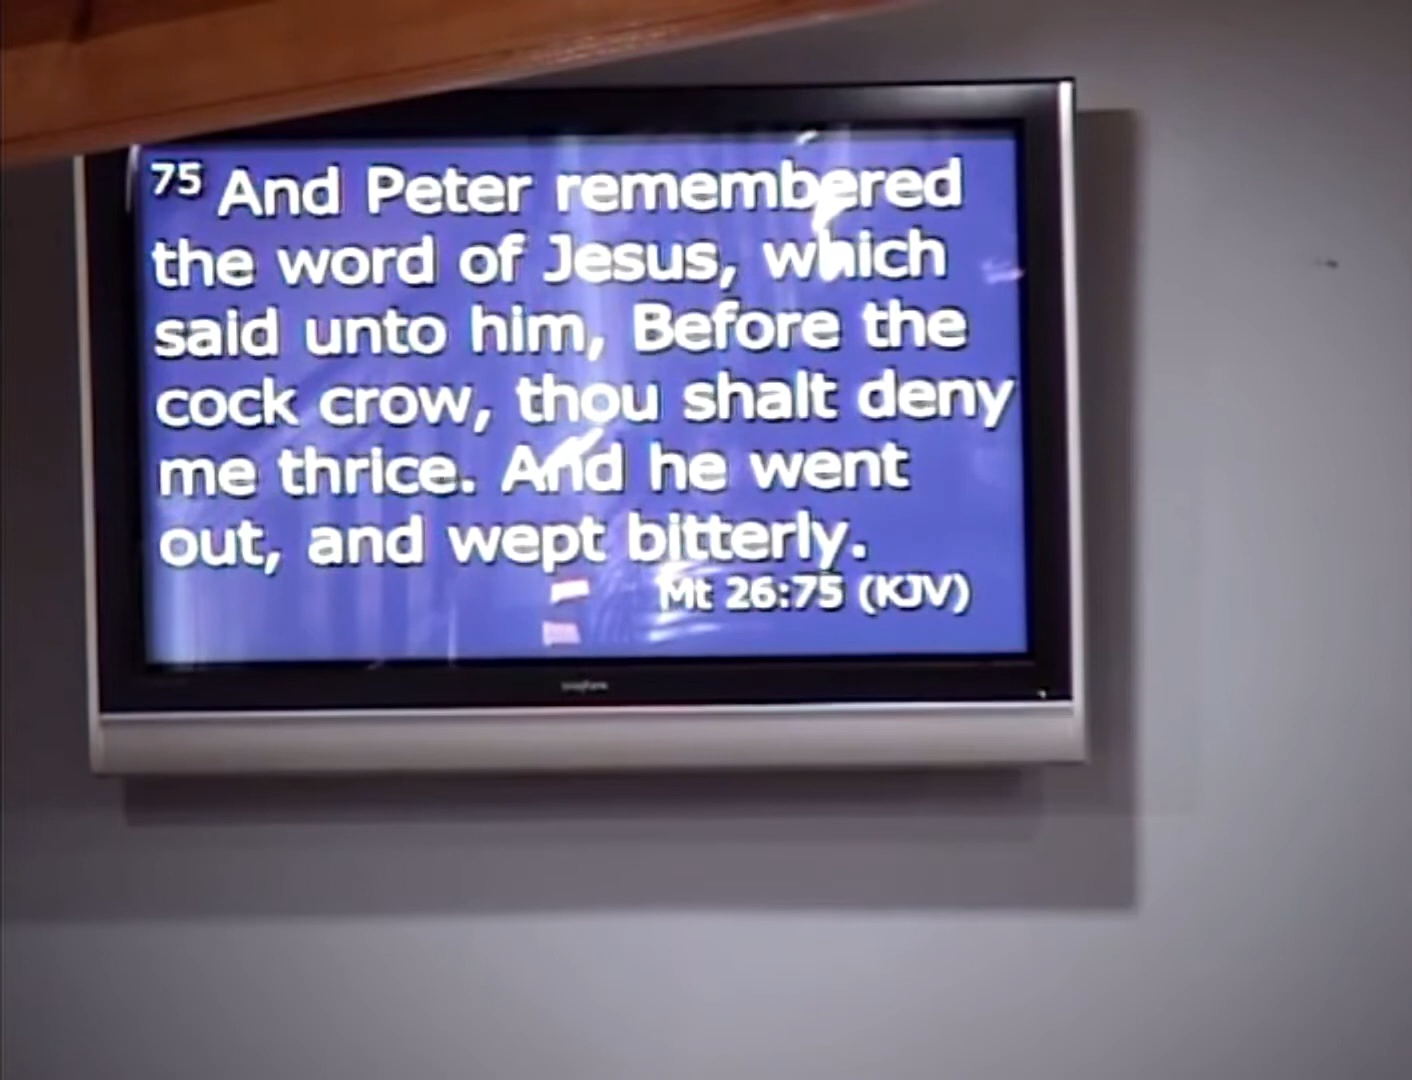 75 And Peter remembered
the word of Jesus, which
said unto him, Before the
cock crow, thou shalt deny
me thrice. And he went
out, and wept bitterly.
Mt 26:75 (KJV)